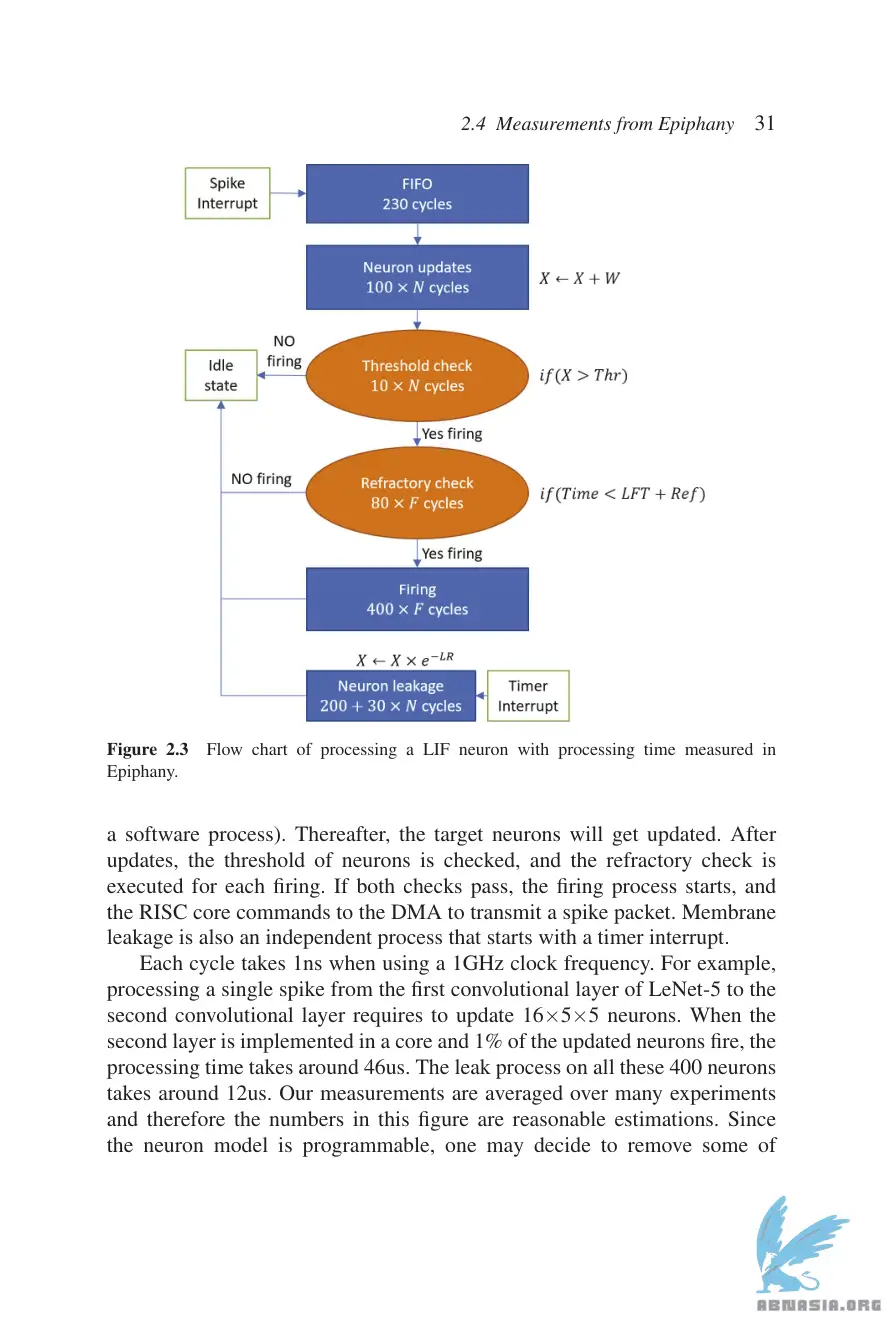 2.4 Measurements from Epiphany 31
Spike
Interrupt
FIFO
230 cycles
Neuron updates
100 × N cycles
X ← X + W
NO
firing
Idle
state
Threshold check
10 × N cycles
if(X > Thr)
Yes firing
NO firing
Refractory check
80 × F cycles
if(Time < LFT + Ref)
Yes firing
Firing
400 × F cycles
X ← X × e^{-LR}
Neuron leakage
200 + 30 × N cycles
Timer
Interrupt
Figure 2.3 Flow chart of processing a LIF neuron with processing time measured in
Epiphany.
a software process). Thereafter, the target neurons will get updated. After
updates, the threshold of neurons is checked, and the refractory check is
executed for each firing. If both checks pass, the firing process starts, and
the RISC core commands to the DMA to transmit a spike packet. Membrane
leakage is also an independent process that starts with a timer interrupt.
Each cycle takes 1ns when using a 1GHz clock frequency. For example,
processing a single spike from the first convolutional layer of LeNet-5 to the
second convolutional layer requires to update 16×5×5 neurons. When the
second layer is implemented in a core and 1% of the updated neurons fire, the
processing time takes around 46us. The leak process on all these 400 neurons
takes around 12us. Our measurements are averaged over many experiments
and therefore the numbers in this figure are reasonable estimations. Since
the neuron model is programmable, one may decide to remove some of
ABNASIA.ORG